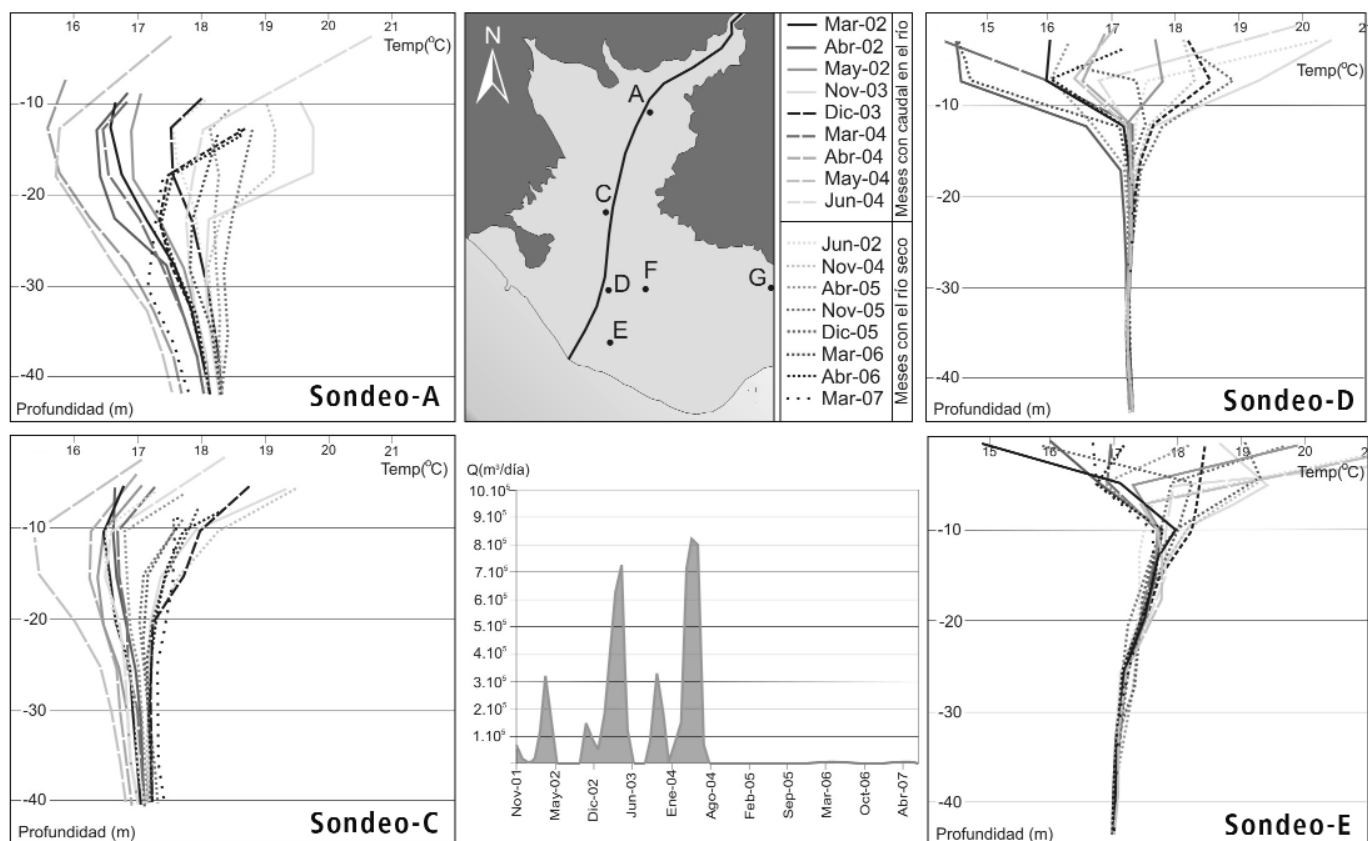 16 17 18 19 20 21
Temp(°C)
-10
-20
-30
-40
Profundidad (m)
Sondeo-A
N
A
C
D
F
G
E
Mar-02
Abr-02
May-02
Nov-03
Dic-03
Mar-04
Abr-04
May-04
Jun-04
Meses con caudal en el río
Jun-02
Nov-04
Abr-05
Nov-05
Dic-05
Mar-06
Abr-06
Mar-07
Meses con el río seco
15 16 17 18 19 20
Temp(°C)
-10
-20
-30
-40
Profundidad (m)
Sondeo-D
16 17 18 19 20 21
Temp(°C)
-10
-20
-30
-40
Profundidad (m)
Sondeo-C
Q(m³/día)
10.10⁵
9.10⁵
8.10⁵
7.10⁵
6.10⁵
5.10⁵
4.10⁵
3.10⁵
2.10⁵
1.10⁵
Nov-01
May-02
Dic-02
Jun-03
Ene-04
Ago-04
Feb-05
Sep-05
Mar-06
Oct-06
Abr-07
15 16 17 18 19 20
Temp(°C)
-10
-20
-30
-40
Profundidad (m)
Sondeo-E